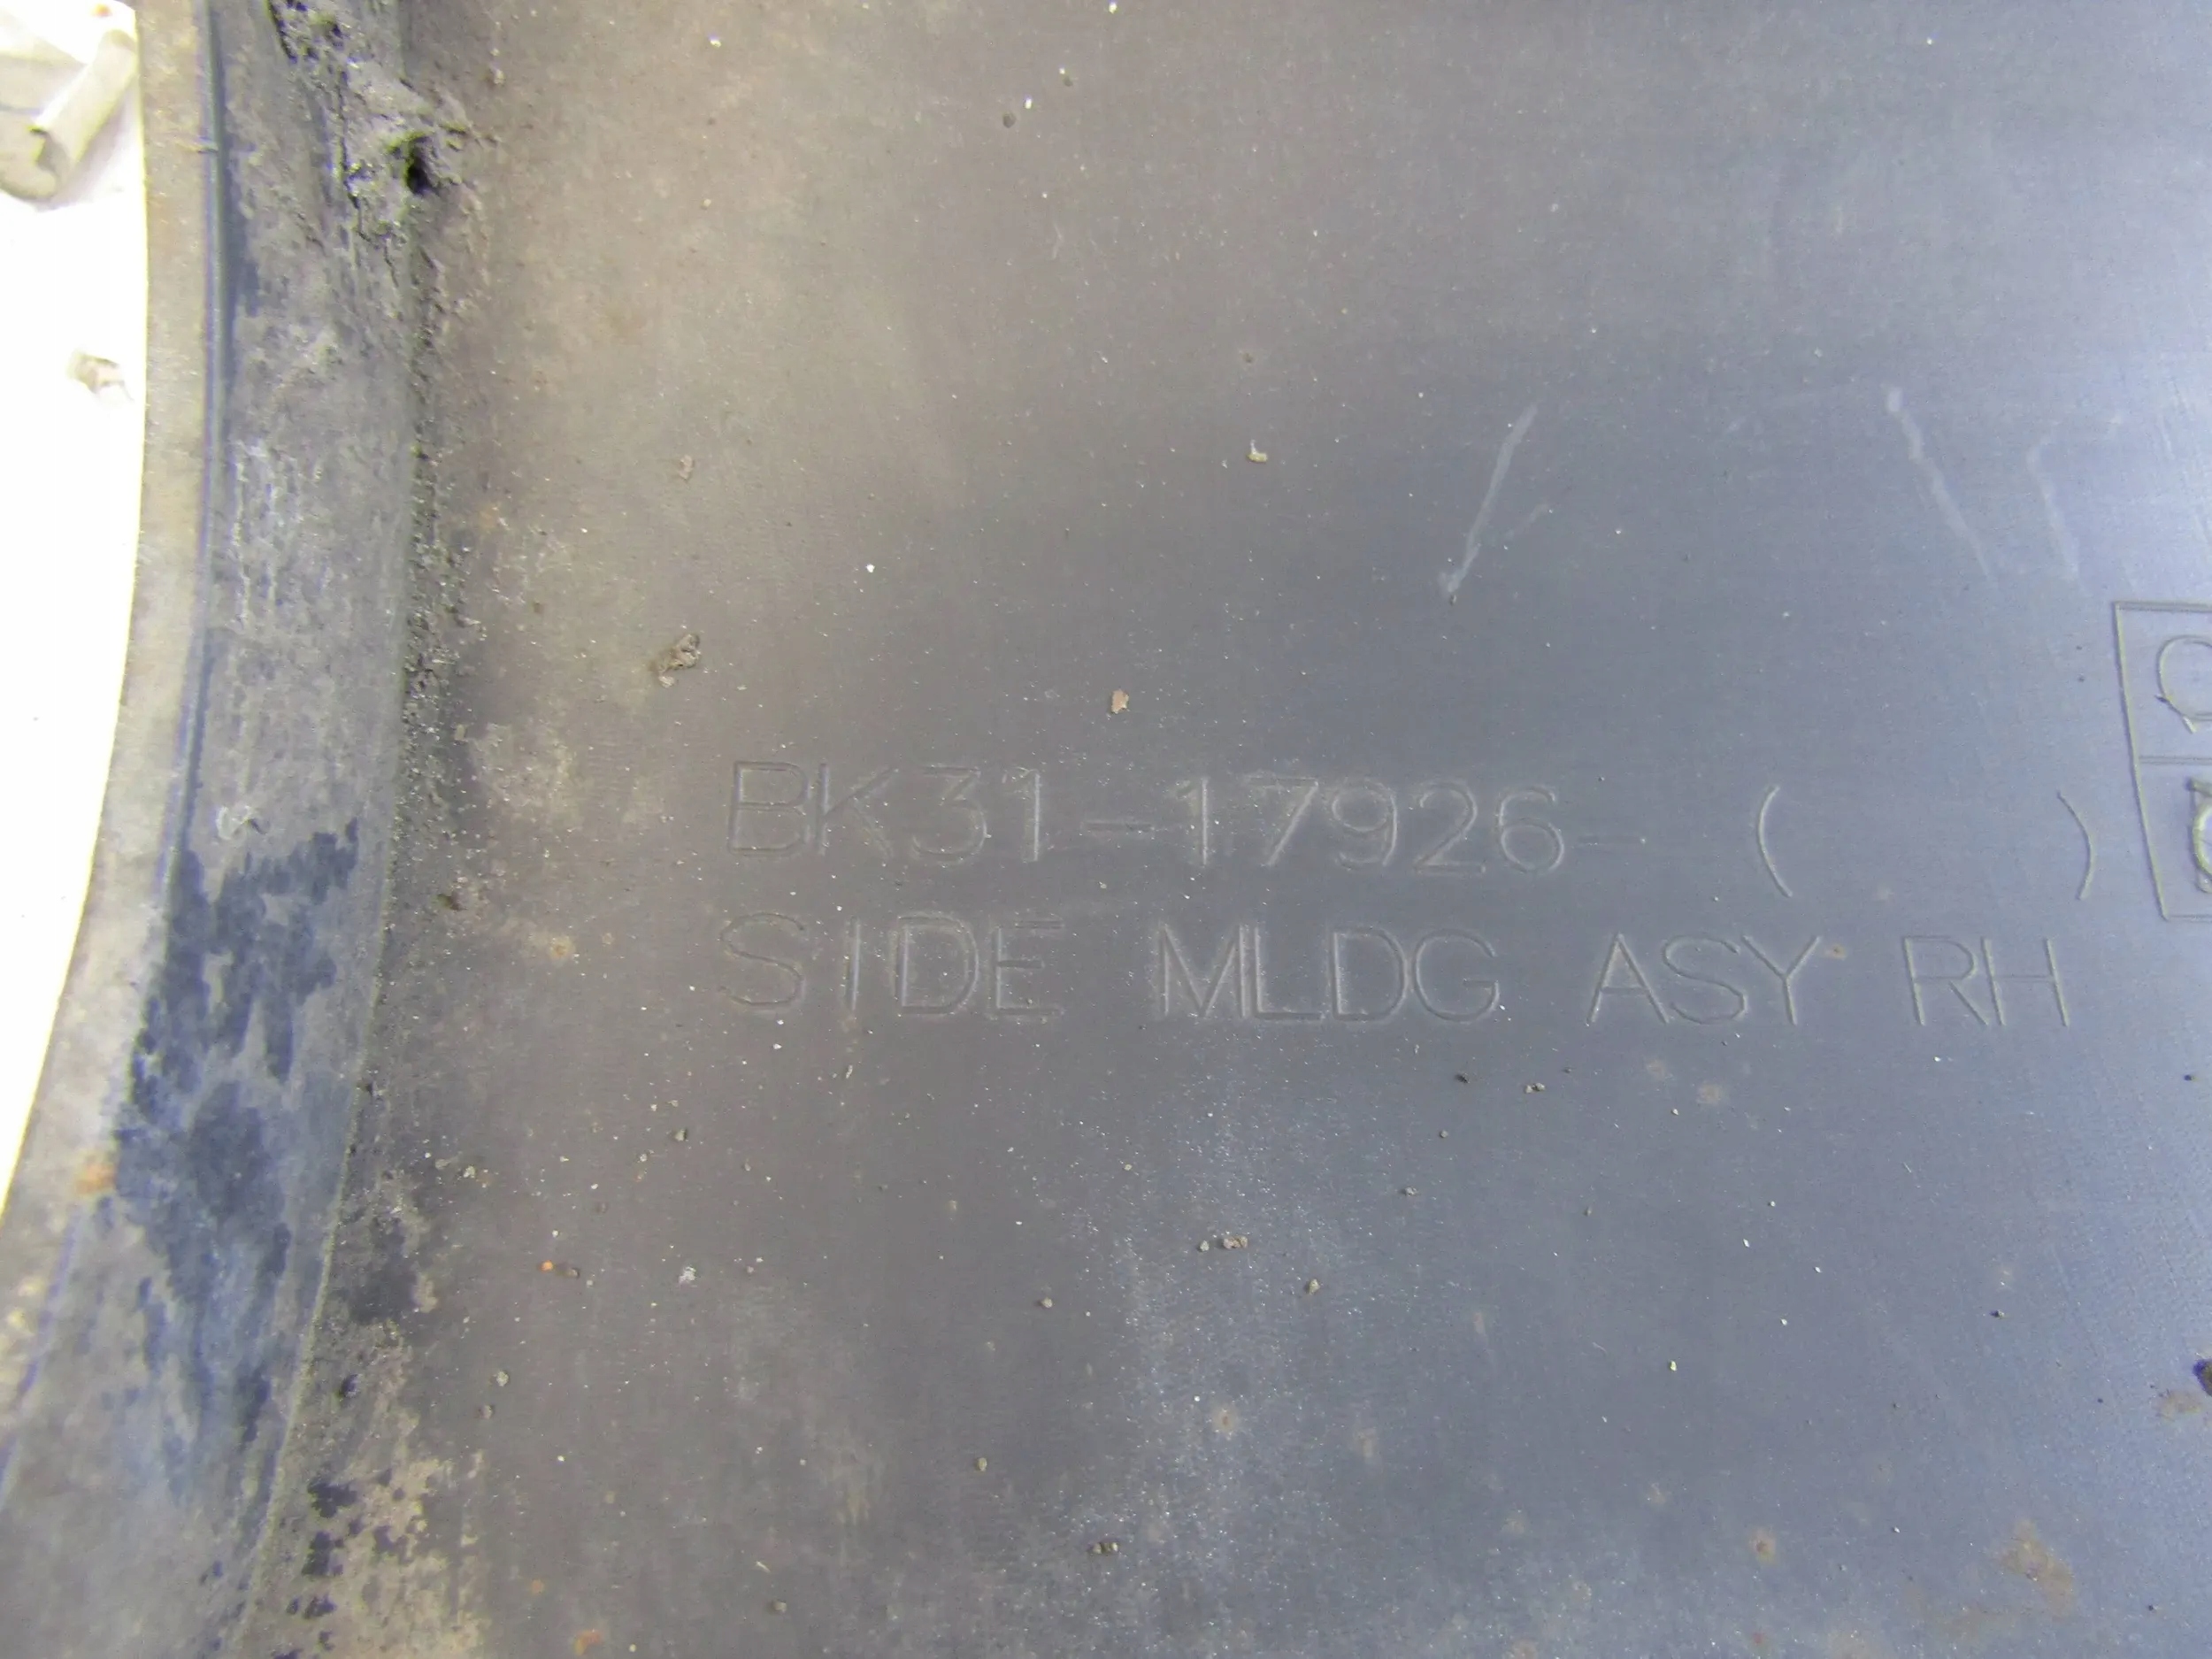 BK31-17926- ( )
SIDE MLDG ASY RH